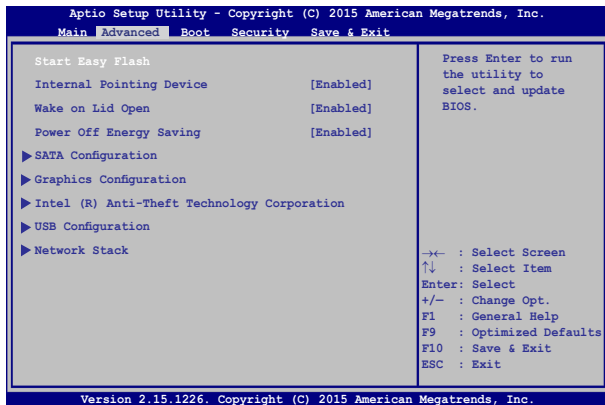 Aptio Setup Utility - Copyright (C) 2015 American Megatrends, Inc.
Main Advanced Boot Security Save & Exit
Start Easy Flash
Internal Pointing Device [Enabled]
Wake on Lid Open [Enabled]
Power Off Energy Saving [Enabled]
SATA Configuration
Graphics Configuration
Intel (R) Anti-Theft Technology Corporation
USB Configuration
Network Stack
Press Enter to run
the utility to
select and update
BIOS.
→← : Select Screen
↑↓ : Select Item
Enter: Select
+/— : Change Opt.
F1 : General Help
F9 : Optimized Defaults
F10 : Save & Exit
ESC : Exit
Version 2.15.1226. Copyright (C) 2015 American Megatrends, Inc.